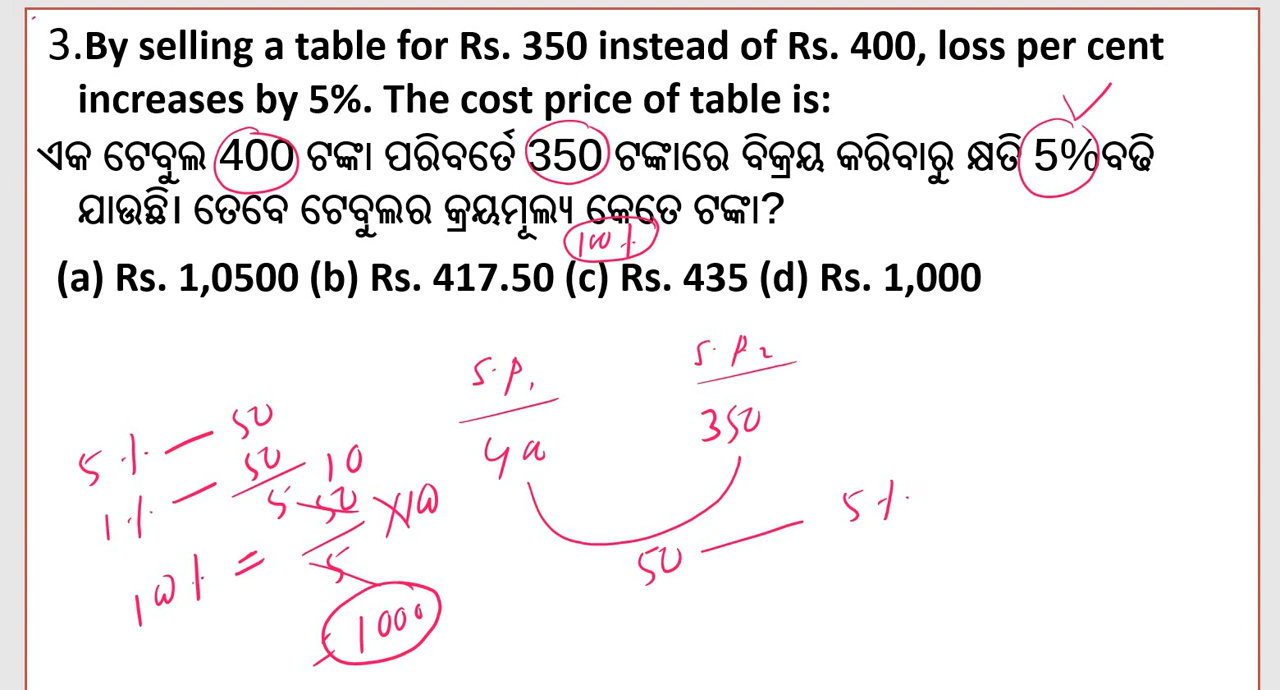 3.By selling a table for Rs. 350 instead of Rs. 400, loss per cent
increases by 5%. The cost price of table is:
ଏକ ଟେବୁଲ 400 ଟଙ୍କା ପରିବର୍ତେ 350 ଟଙ୍କାରେ ବିକ୍ରୟ କରିବାରୁ କ୍ଷତି 5%ବଢି
ଯାଉଛି। ତେବେ ଟେବୁଲର କ୍ରୟମୂଲ୍ୟ କେତେ ଟଙ୍କା?
100%
(a) Rs. 1,0500 (b) Rs. 417.50 (c) Rs. 435 (d) Rs. 1,000
S.P1 S.P2
400 350
5% — 50
1% — 50/5 10
100% = 50/5 ×100
50 — 5%
1000